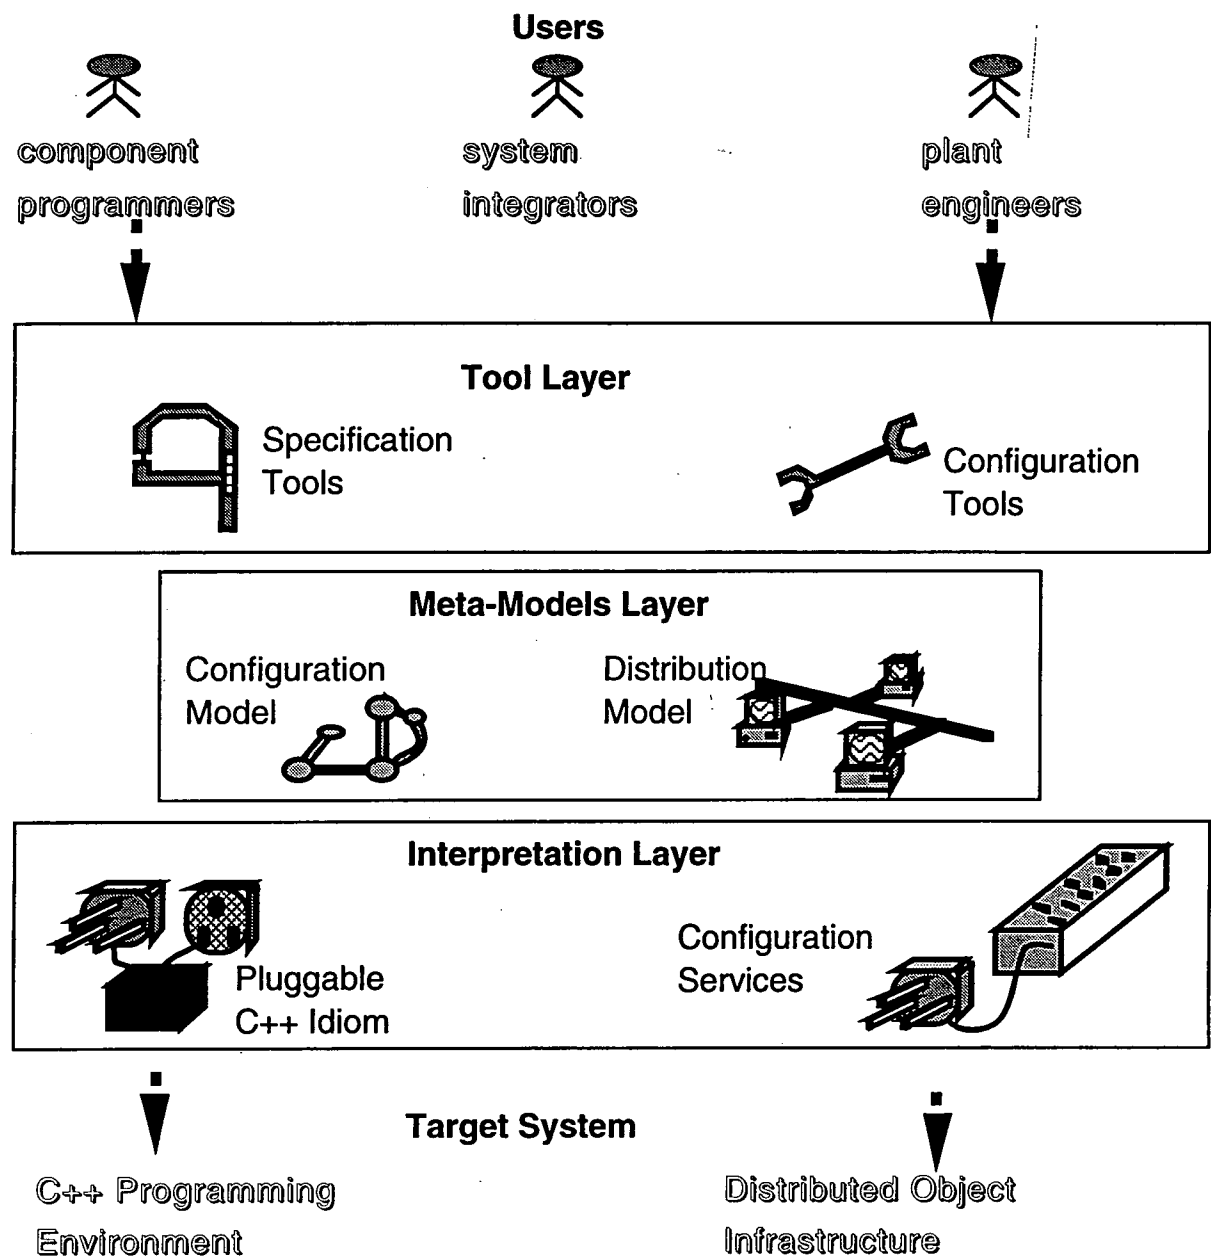 Users
component
programmers
system
integrators
plant
engineers
Tool Layer
Specification
Tools
Configuration
Tools
Meta-Models Layer
Configuration
Model
Distribution
Model
Interpretation Layer
Pluggable
C++ Idiom
Configuration
Services
Target System
C++ Programming
Environment
Distributed Object
Infrastructure